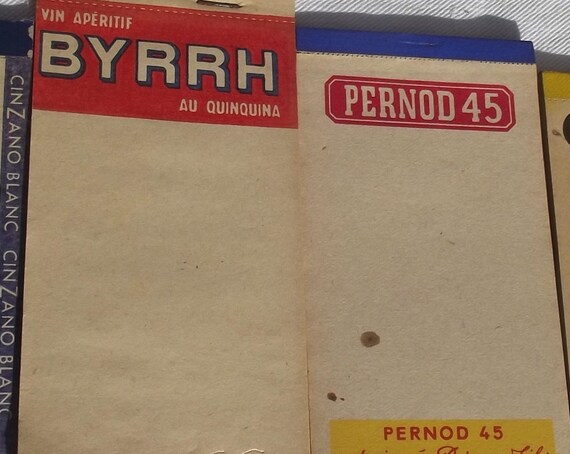 VIN APÉRITIF
BYRRH
AU QUINQUINA
PERNOD 45
PERNOD 45
CINZANO BLANC CINZANO BLANC